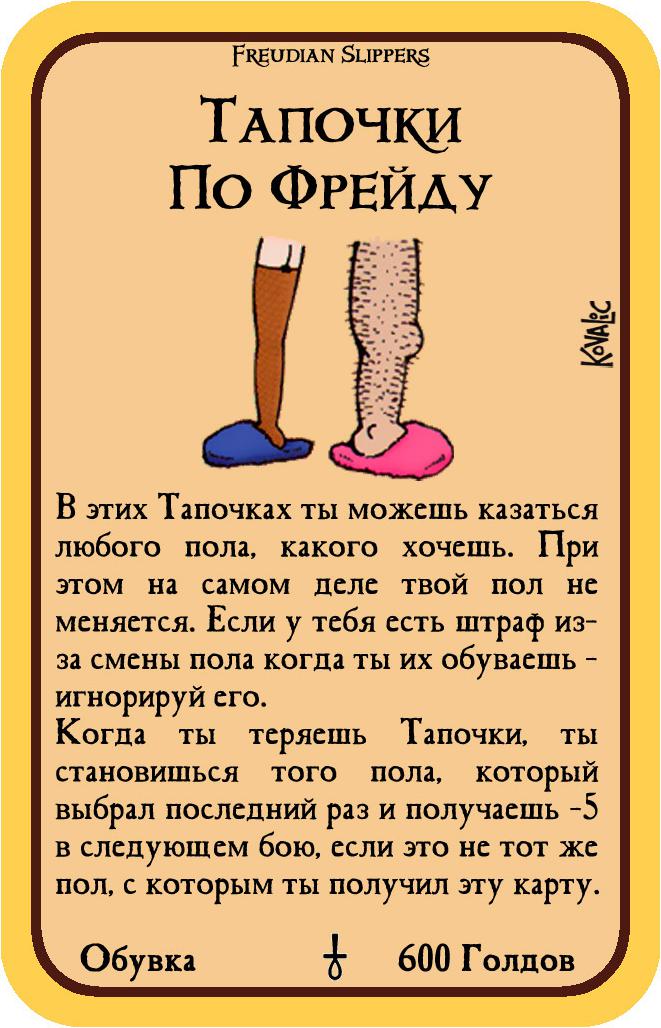 Freudian Slippers
Тапочки
По Фрейду
Kovalic
В этих Тапочках ты можешь казаться
любого пола, какого хочешь. При
этом на самом деле твой пол не
меняется. Если у тебя есть штраф из-
за смены пола когда ты их обуваешь -
игнорируй его.
Когда ты теряешь Тапочки, ты
становишься того пола, который
выбрал последний раз и получаешь -5
в следующем бою, если это не тот же
пол, с которым ты получил эту карту.
Обувка 600 Голдов